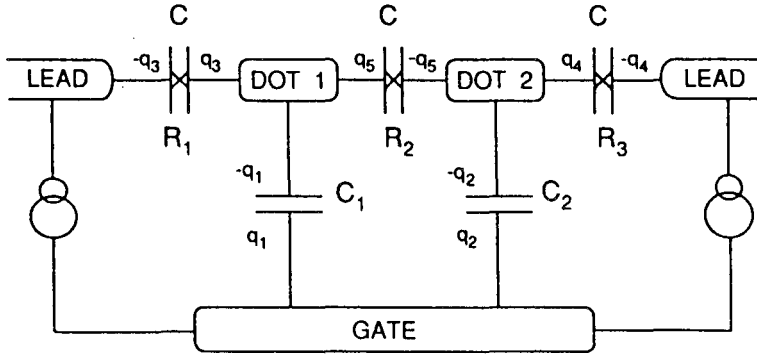 C C C
-q₃ q₃ q₅ -q₅ q₄ -q₄
LEAD DOT 1 DOT 2 LEAD
R₁ R₂ R₃
-q₁ C₁ -q₂ C₂
q₁ q₂
GATE